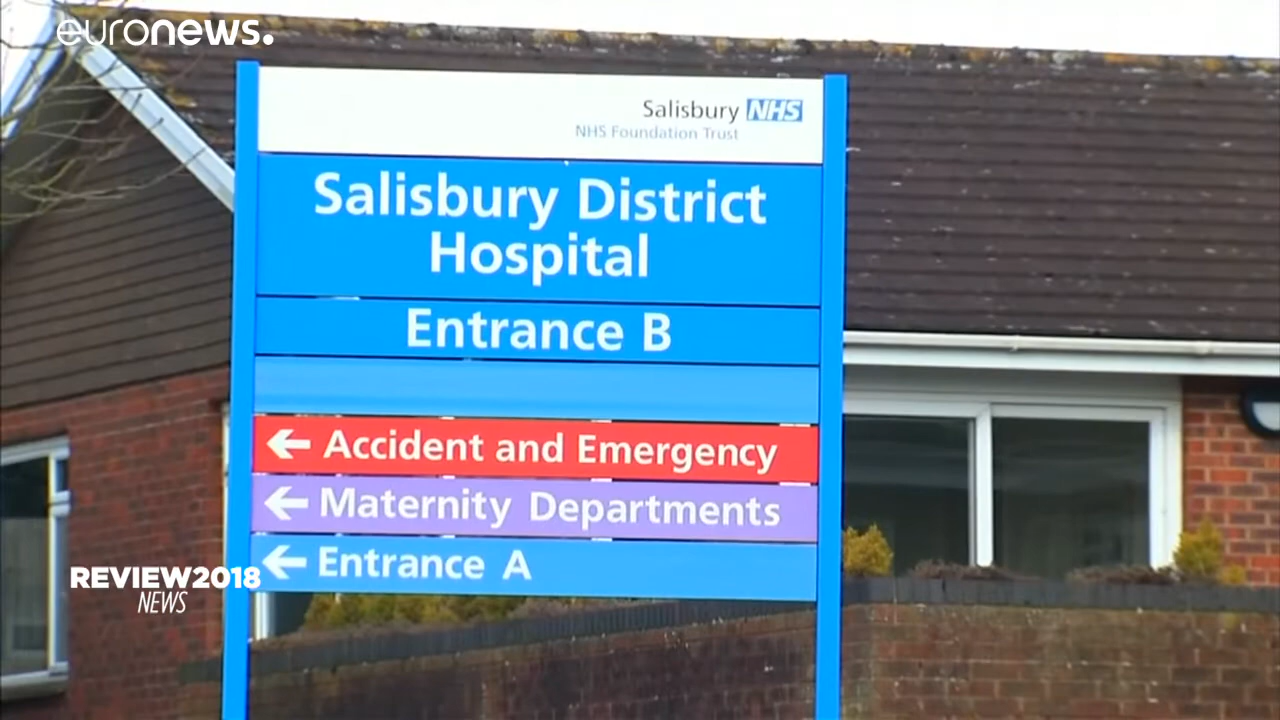 euronews.
Salisbury NHS
NHS Foundation Trust
Salisbury District
Hospital
Entrance B
← Accident and Emergency
← Maternity Departments
← Entrance A
REVIEW2018
NEWS